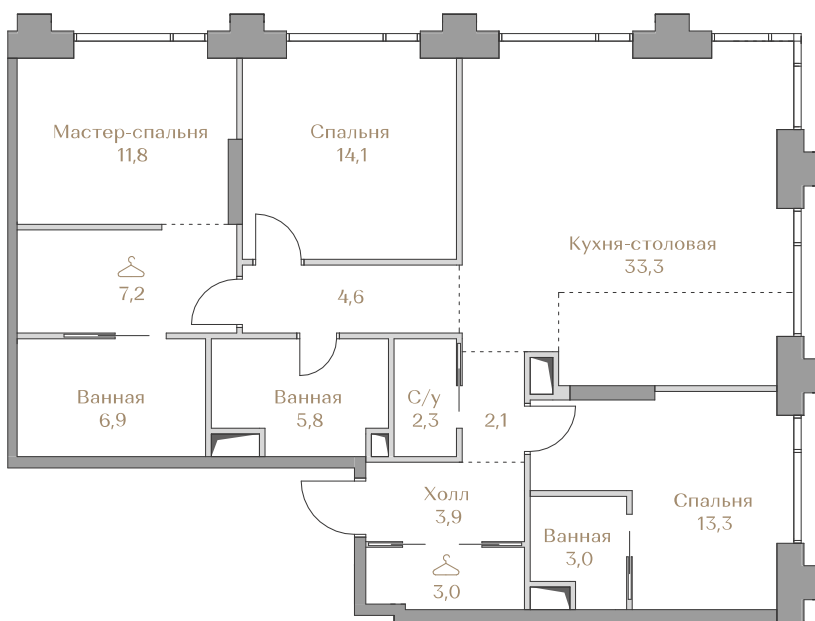 Мастер-спальня
11,8
Спальня
14,1
Кухня-столовая
33,3
7,2
4,6
Ванная
6,9
Ванная
5,8
С/у
2,3
2,1
Холл
3,9
Спальня
13,3
Ванная
3,0
3,0